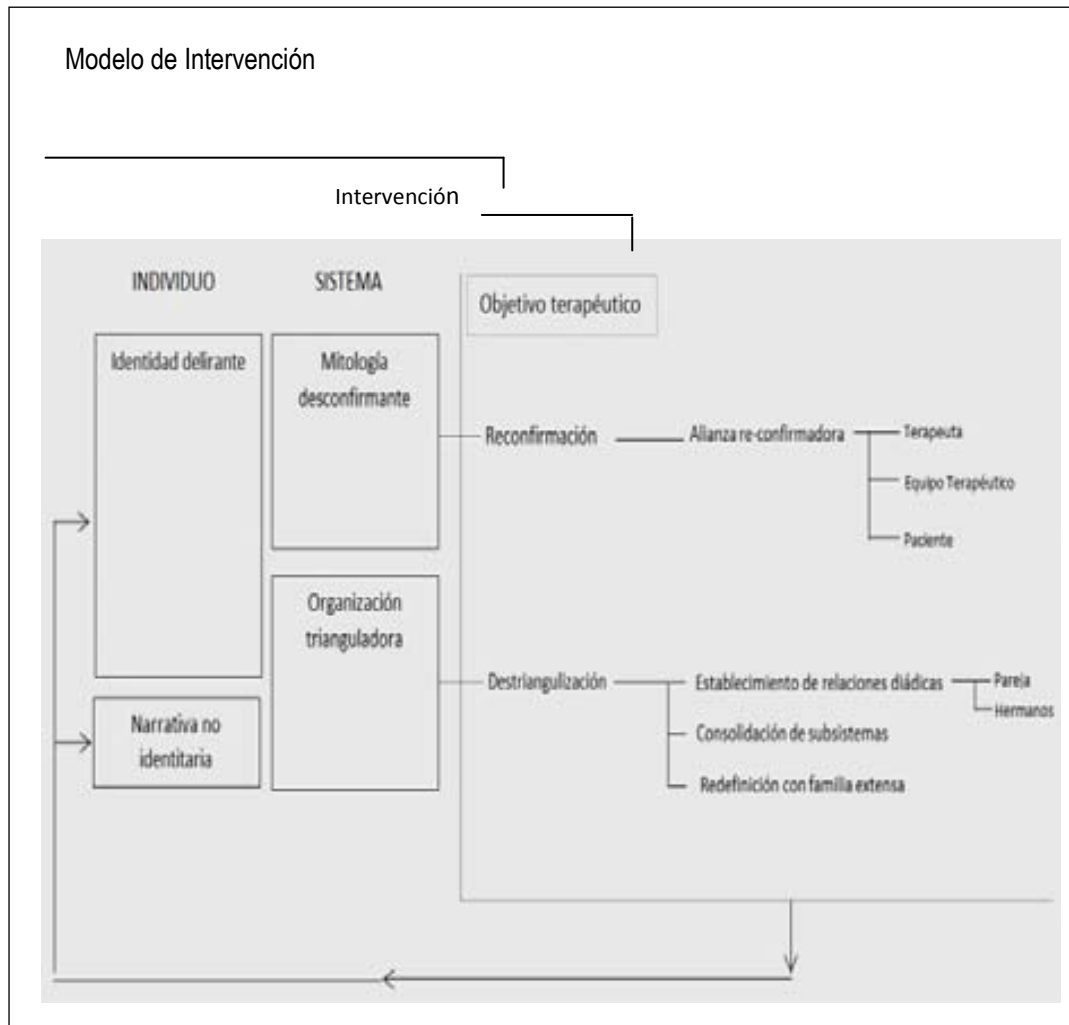 Modelo de Intervención
Intervención
INDIVIDUO
SISTEMA
Objetivo terapéutico
Identidad delirante
Mitología
desconfirmante
Reconfirmación
Alianza re-confirmadora
Terapeuta
Equipo Terapéutico
Paciente
Organización
trianguladora
Destriangulización
Establecimiento de relaciones diádicas
Pareja
Hermanos
Consolidación de subsistemas
Redefinición con familia extensa
Narrativa no
identitaria